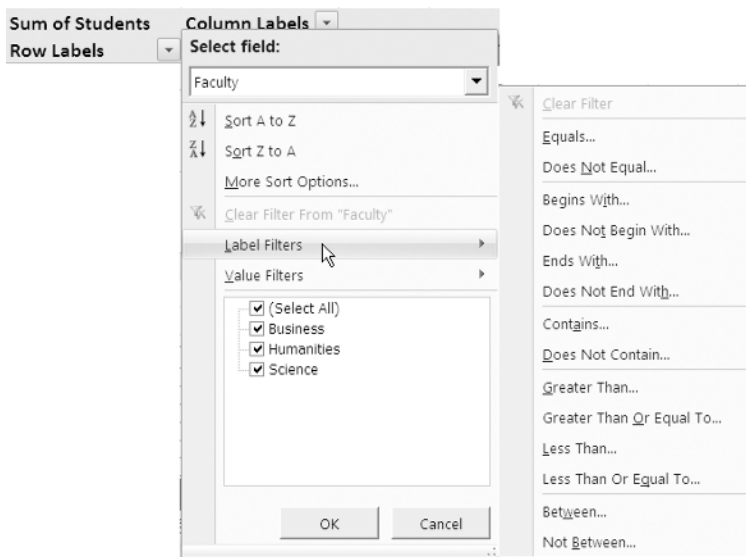 Sum of Students Column Labels
Row Labels
Select field:
Faculty
Sort A to Z
Sort Z to A
More Sort Options...
Clear Filter From "Faculty"
Label Filters
Value Filters
(Select All)
Business
Humanities
Science
OK Cancel
Clear Filter
Equals...
Does Not Equal...
Begins With...
Does Not Begin With...
Ends With...
Does Not End With...
Contains...
Does Not Contain...
Greater Than...
Greater Than Or Equal To...
Less Than...
Less Than Or Equal To...
Between...
Not Between...